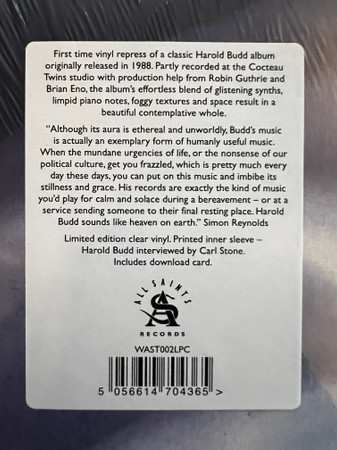 First time vinyl repress of a classic Harold Budd album
originally released in 1988. Partly recorded at the Cocteau
Twins studio with production help from Robin Guthrie and
Brian Eno, the album's effortless blend of glistening synths,
limpid piano notes, foggy textures and space result in a
beautiful contemplative whole.
"Although its aura is ethereal and unworldly, Budd's music
is actually an exemplary form of humanly useful music.
When the mundane urgencies of life, or the nonsense of our
political culture, get you frazzled, which is pretty much every
day these days, you can put on this music and imbibe its
stillness and grace. His records are exactly the kind of music
you'd play for calm and solace during a bereavement – or at a
service sending someone to their final resting place. Harold
Budd sounds like heaven on earth." Simon Reynolds
Limited edition clear vinyl. Printed inner sleeve –
Harold Budd interviewed by Carl Stone.
Includes download card.
ALL SAINTS
AS
RECORDS
WAST002LPC
5 056614 704365 >